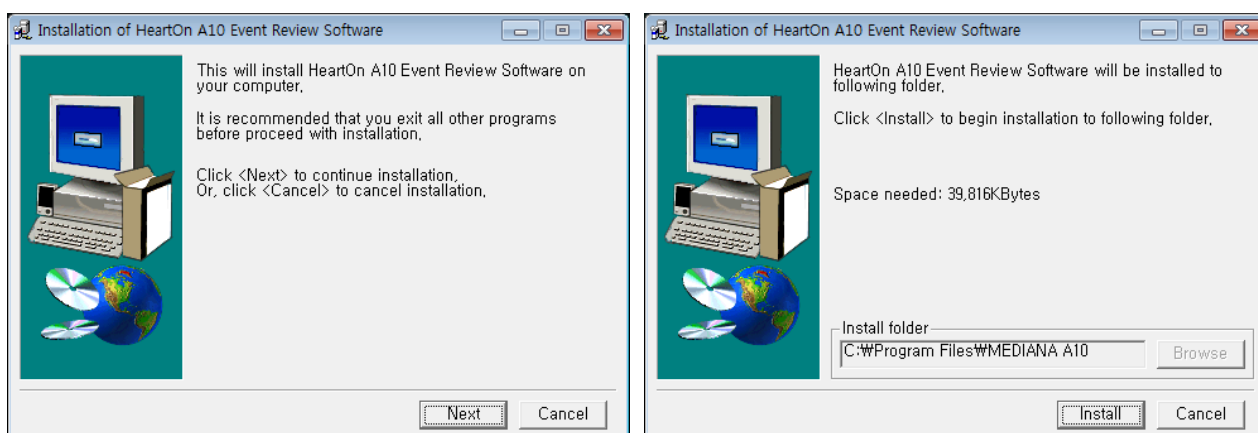 Installation of HeartOn A10 Event Review Software
This will install HeartOn A10 Event Review Software on
your computer,
It is recommended that you exit all other programs
before proceed with installation,
Click <Next> to continue installation,
Or, click <Cancel> to cancel installation,
Next
Cancel
Installation of HeartOn A10 Event Review Software
HeartOn A10 Event Review Software will be installed to
following folder,
Click <Install> to begin installation to following folder,
Space needed: 39,816KBytes
Install folder
C:₩Program Files₩MEDIANA A10
Browse
Install
Cancel